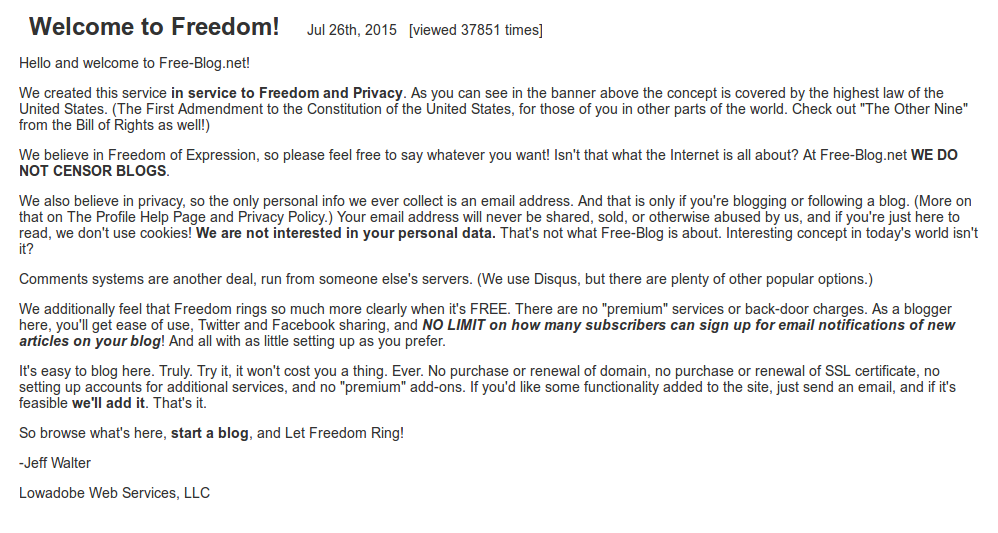 Welcome to Freedom! Jul 26th, 2015 [viewed 37851 times]
Hello and welcome to Free-Blog.net!
We created this service in service to Freedom and Privacy. As you can see in the banner above the concept is covered by the highest law of the
United States. (The First Admendment to the Constitution of the United States, for those of you in other parts of the world. Check out "The Other Nine"
from the Bill of Rights as well!)
We believe in Freedom of Expression, so please feel free to say whatever you want! Isn't that what the Internet is all about? At Free-Blog.net WE DO
NOT CENSOR BLOGS.
We also believe in privacy, so the only personal info we ever collect is an email address. And that is only if you're blogging or following a blog. (More on
that on The Profile Help Page and Privacy Policy.) Your email address will never be shared, sold, or otherwise abused by us, and if you're just here to
read, we don't use cookies! We are not interested in your personal data. That's not what Free-Blog is about. Interesting concept in today's world isn't
it?
Comments systems are another deal, run from someone else's servers. (We use Disqus, but there are plenty of other popular options.)
We additionally feel that Freedom rings so much more clearly when it's FREE. There are no "premium" services or back-door charges. As a blogger
here, you'll get ease of use, Twitter and Facebook sharing, and NO LIMIT on how many subscribers can sign up for email notifications of new
articles on your blog! And all with as little setting up as you prefer.
It's easy to blog here. Truly. Try it, it won't cost you a thing. Ever. No purchase or renewal of domain, no purchase or renewal of SSL certificate, no
setting up accounts for additional services, and no "premium" add-ons. If you'd like some functionality added to the site, just send an email, and if it's
feasible we'll add it. That's it.
So browse what's here, start a blog, and Let Freedom Ring!
-Jeff Walter
Lowadobe Web Services, LLC